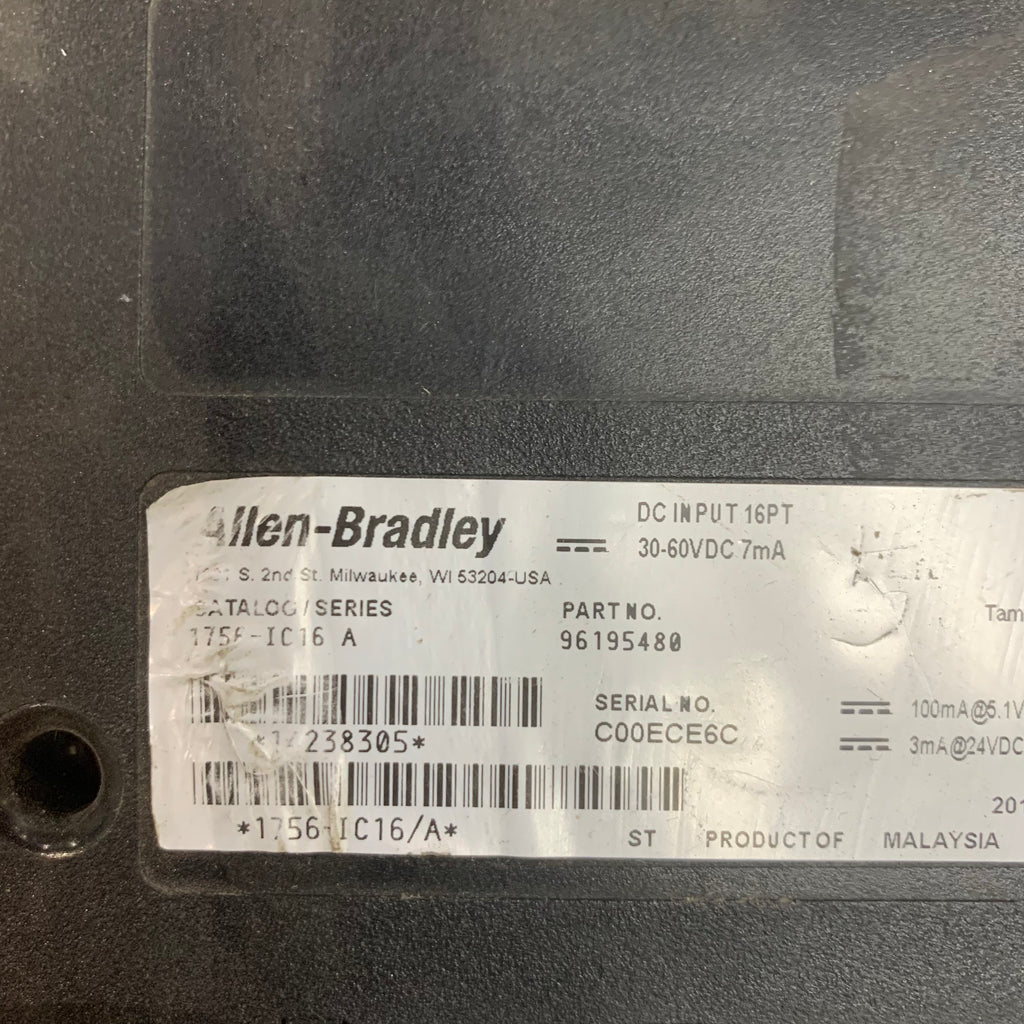 Allen-Bradley
S. 2nd St. Milwaukee, WI 53204-USA
CATALOG / SERIES
1756-IC16 A
DC INPUT 16PT
30-60VDC 7mA
PART NO.
96195480
SERIAL NO.
C00ECE6C
100mA@5.1V
3mA@24VDC
*1756-IC16/A*
ST PRODUCT OF MALAYSIA